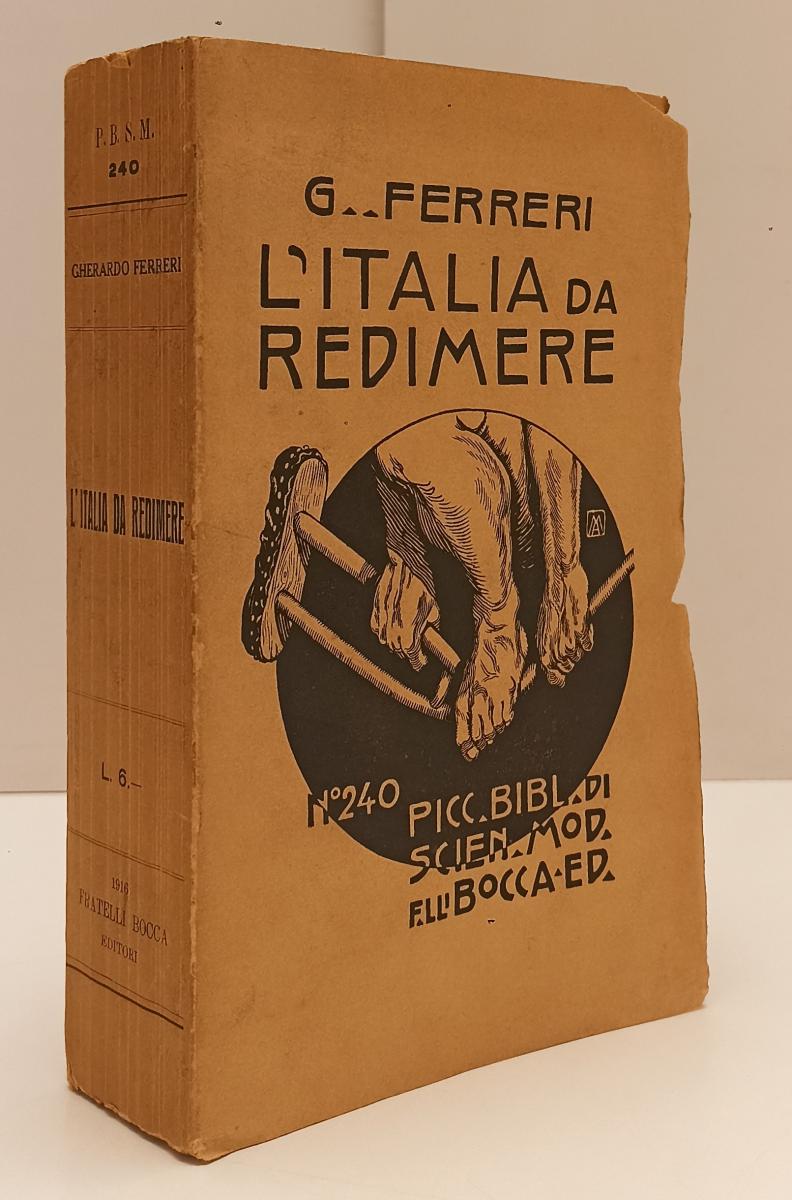 P. B. S. M.
240
GHERARDO FERRERI
L'ITALIA DA REDIMERE
L. 6.—
1916
FRATELLI BOCCA
EDITORI
G. FERRERI
L'ITALIA DA
REDIMERE
N.o 240 PICC. BIBL. DI
SCIEN. MOD.
F.LLI BOCCA·ED.